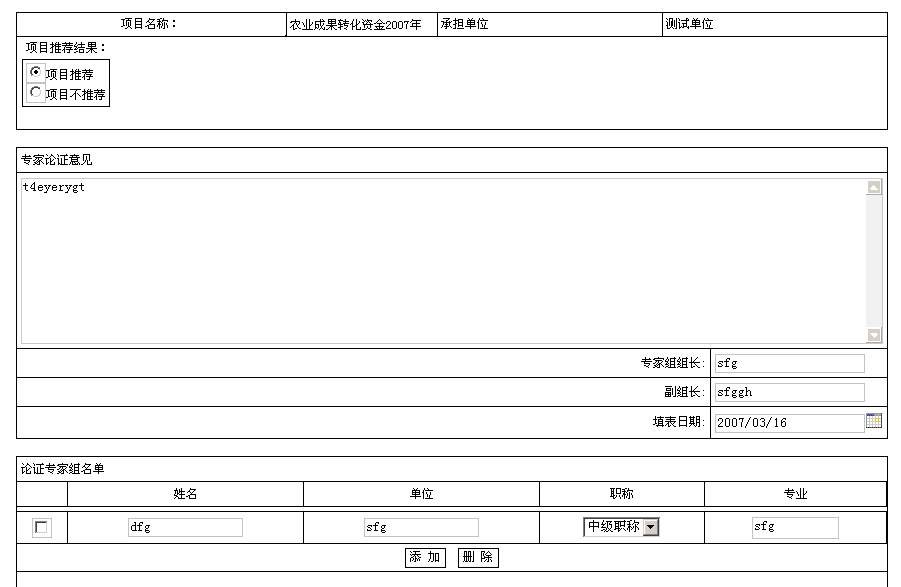 项目名称： 农业成果转化资金2007年 承担单位 测试单位
项目推荐结果：
项目推荐
项目不推荐
专家论证意见
t4eyerygt
专家组组长: sfg
副组长: sfggh
填表日期: 2007/03/16
论证专家组名单
姓名 单位 职称 专业
dfg sfg 中级职称 sfg
添 加 删 除